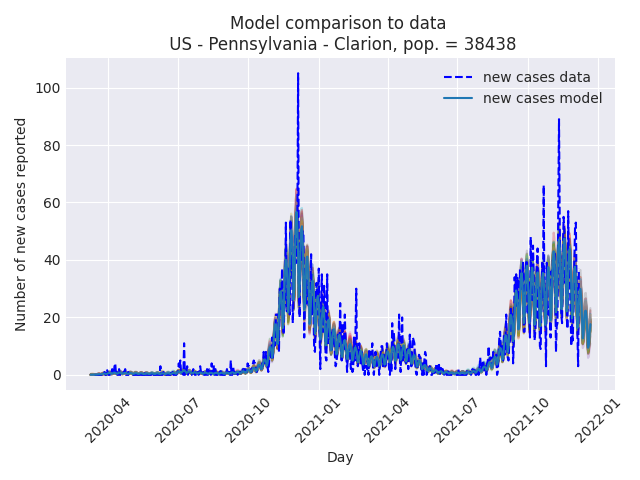 Model comparison to data
US - Pennsylvania - Clarion, pop. = 38438
new cases data
new cases model
Number of new cases reported
100
80
60
40
20
0
2020-04
2020-07
2020-10
2021-01
2021-04
2021-07
2021-10
2022-01
Day